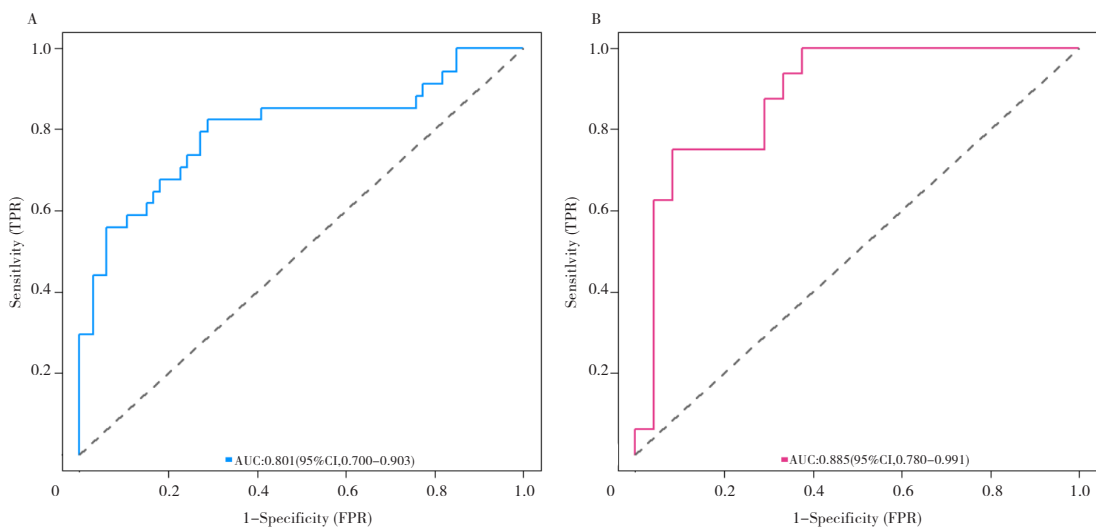 A
1.0
0.8
0.6
0.4
0.2
0
0.2
0.4
0.6
0.8
1.0
Sensitlvity (TPR)
1-Specificity (FPR)
AUC:0.801(95%CI,0.700-0.903)
B
1.0
0.8
0.6
0.4
0.2
0
0.2
0.4
0.6
0.8
1.0
Sensitlvity (TPR)
1-Specificity (FPR)
AUC:0.885(95%CI,0.780-0.991)